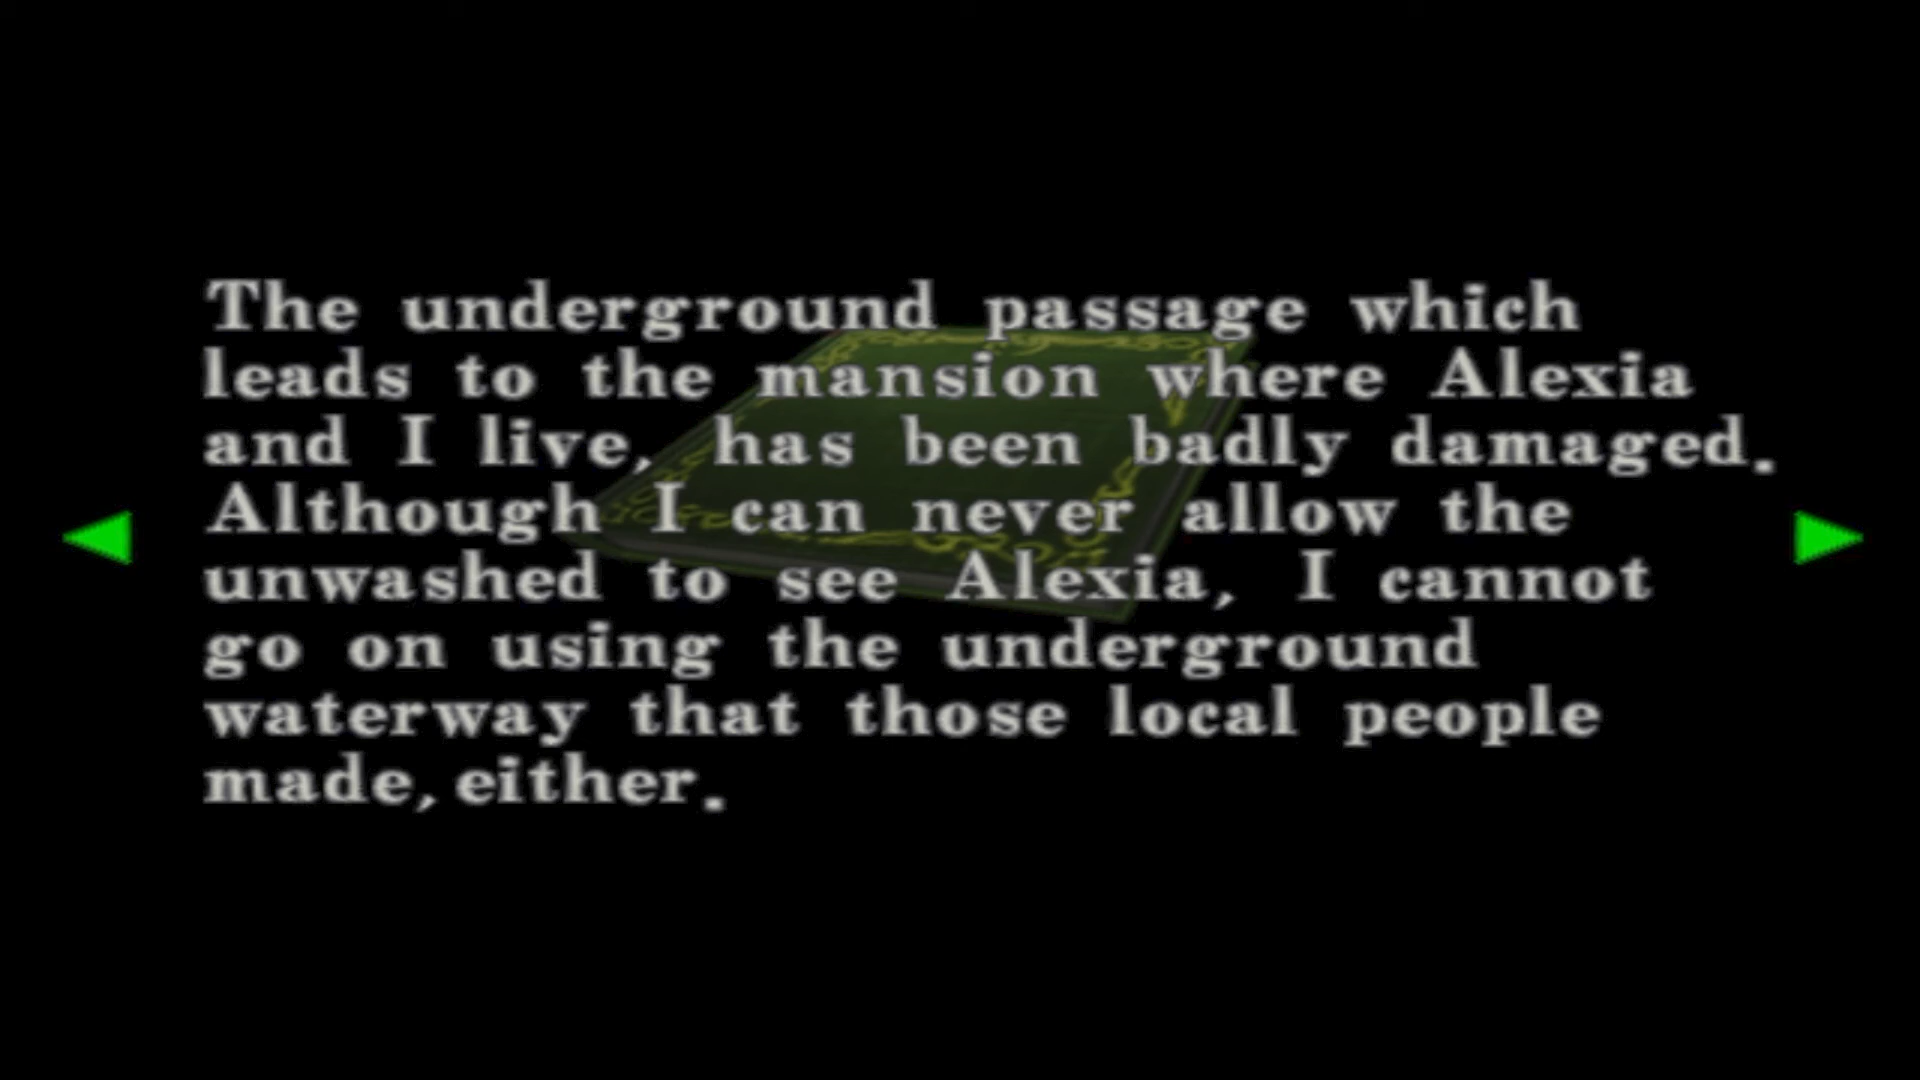 The underground passage which
leads to the mansion where Alexia
and I live, has been badly damaged.
Although I can never allow the
unwashed to see Alexia, I cannot
go on using the underground
waterway that those local people
made, either.